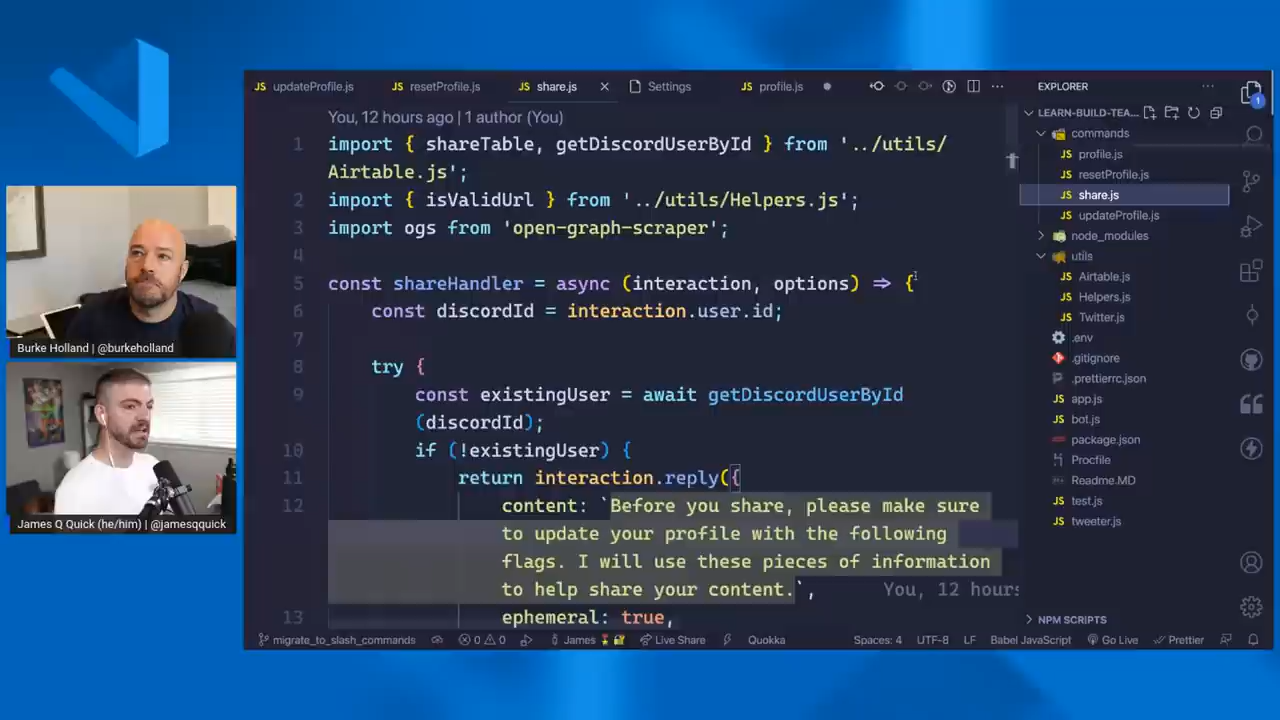 updateProfile.js
resetProfile.js
share.js
Settings
profile.js
You, 12 hours ago | 1 author (You)
1 import { shareTable, getDiscordUserById } from '../utils/
Airtable.js';
2 import { isValidUrl } from '../utils/Helpers.js';
3 import ogs from 'open-graph-scraper';
4
5 const shareHandler = async (interaction, options) => {
6 const discordId = interaction.user.id;
7
8 try {
9 const existingUser = await getDiscordUserById
(discordId);
10 if (!existingUser) {
11 return interaction.reply({
12 content: `Before you share, please make sure
to update your profile with the following
flags. I will use these pieces of information
to help share your content.`, You, 12 hours
13 ephemeral: true,
EXPLORER
LEARN-BUILD-TEA...
commands
profile.js
resetProfile.js
share.js
updateProfile.js
node_modules
utils
Airtable.js
Helpers.js
Twitter.js
.env
.gitignore
.prettierrc.json
app.js
bot.js
package.json
Procfile
Readme.MD
test.js
tweeter.js
NPM SCRIPTS
1
migrate_to_slash_commands
0 0
James
Live Share
Quokka
Spaces: 4
UTF-8
LF
Babel JavaScript
Go Live
Prettier
Burke Holland | @burkeholland
James Q Quick (he/him) | @jamesqquick